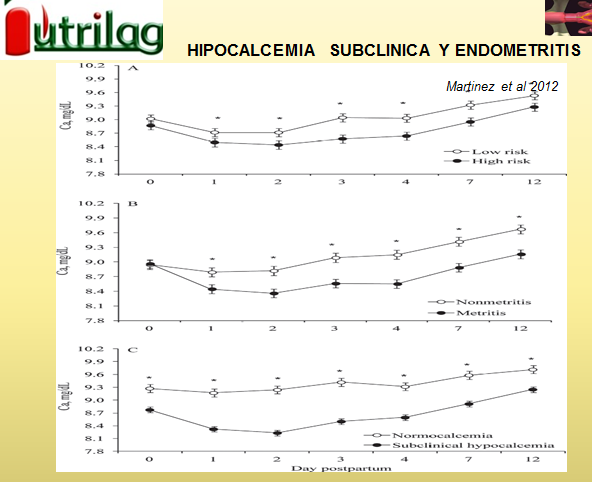 utrilag
HIPOCALCEMIA SUBCLINICA Y ENDOMETRITIS
Martinez et al 2012
A
Ca, mg/dL
10.2
9.9
9.6
9.3
9.0
8.7
8.4
8.1
7.8
* * * * * *
Low risk
High risk
0 1 2 3 4 7 12
B
Ca, mg/dL
10.2
9.9
9.6
9.3
9.0
8.7
8.4
8.1
7.8
* * * * * *
Nonmetritis
Metritis
0 1 2 3 4 7 12
C
Ca, mg/dL
10.2
9.9
9.6
9.3
9.0
8.7
8.4
8.1
7.8
* * * * * * *
Normocalcemia
Subclinical hypocalcemia
0 1 2 3 4 7 12
Day postpartum